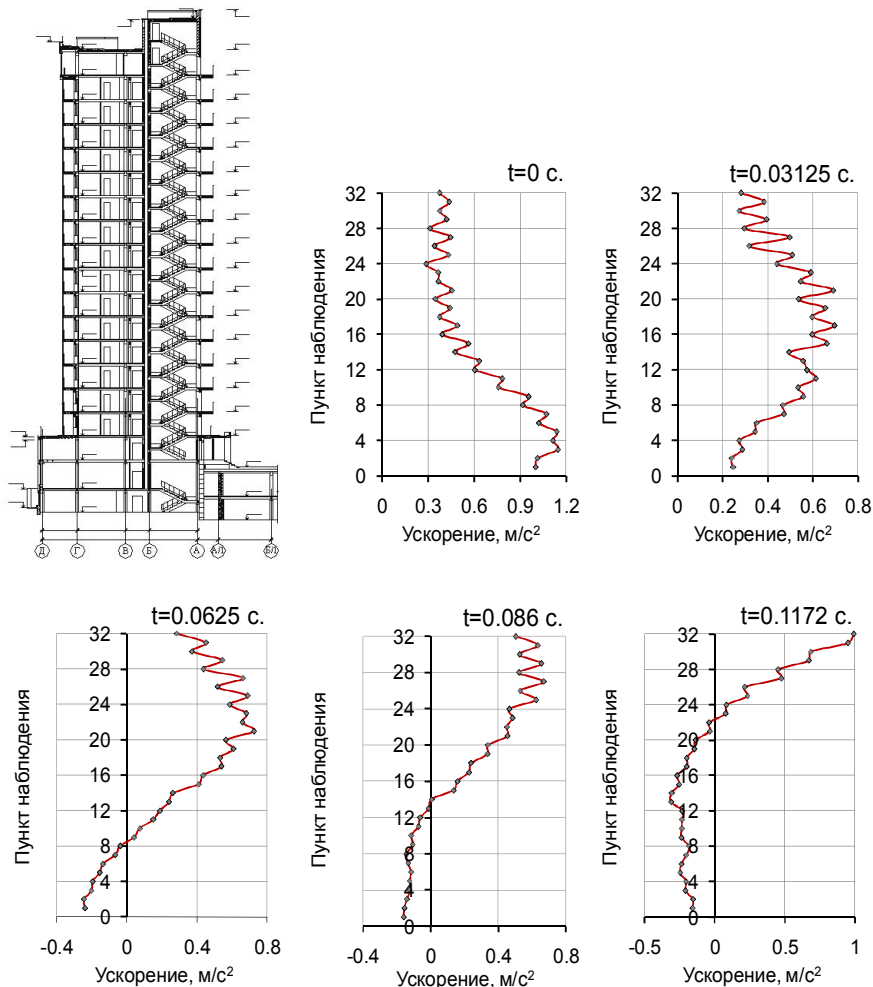 Д Г В Б А А/1 Б/1
t=0 с.
Пункт наблюдения
32
28
24
20
16
12
8
4
0
0 0.3 0.6 0.9 1.2
Ускорение, м/с²
t=0.03125 с.
Пункт наблюдения
32
28
24
20
16
12
8
4
0
0 0.2 0.4 0.6 0.8
Ускорение, м/с²
t=0.0625 с.
Пункт наблюдения
32
28
24
20
16
12
8
4
0
-0.4 0 0.4 0.8
Ускорение, м/с²
t=0.086 с.
Пункт наблюдения
32
28
24
20
16
12
8
4
0
-0.4 0 0.4 0.8
Ускорение, м/с²
t=0.1172 с.
Пункт наблюдения
32
28
24
20
16
12
8
4
0
-0.5 0 0.5 1
Ускорение, м/с²